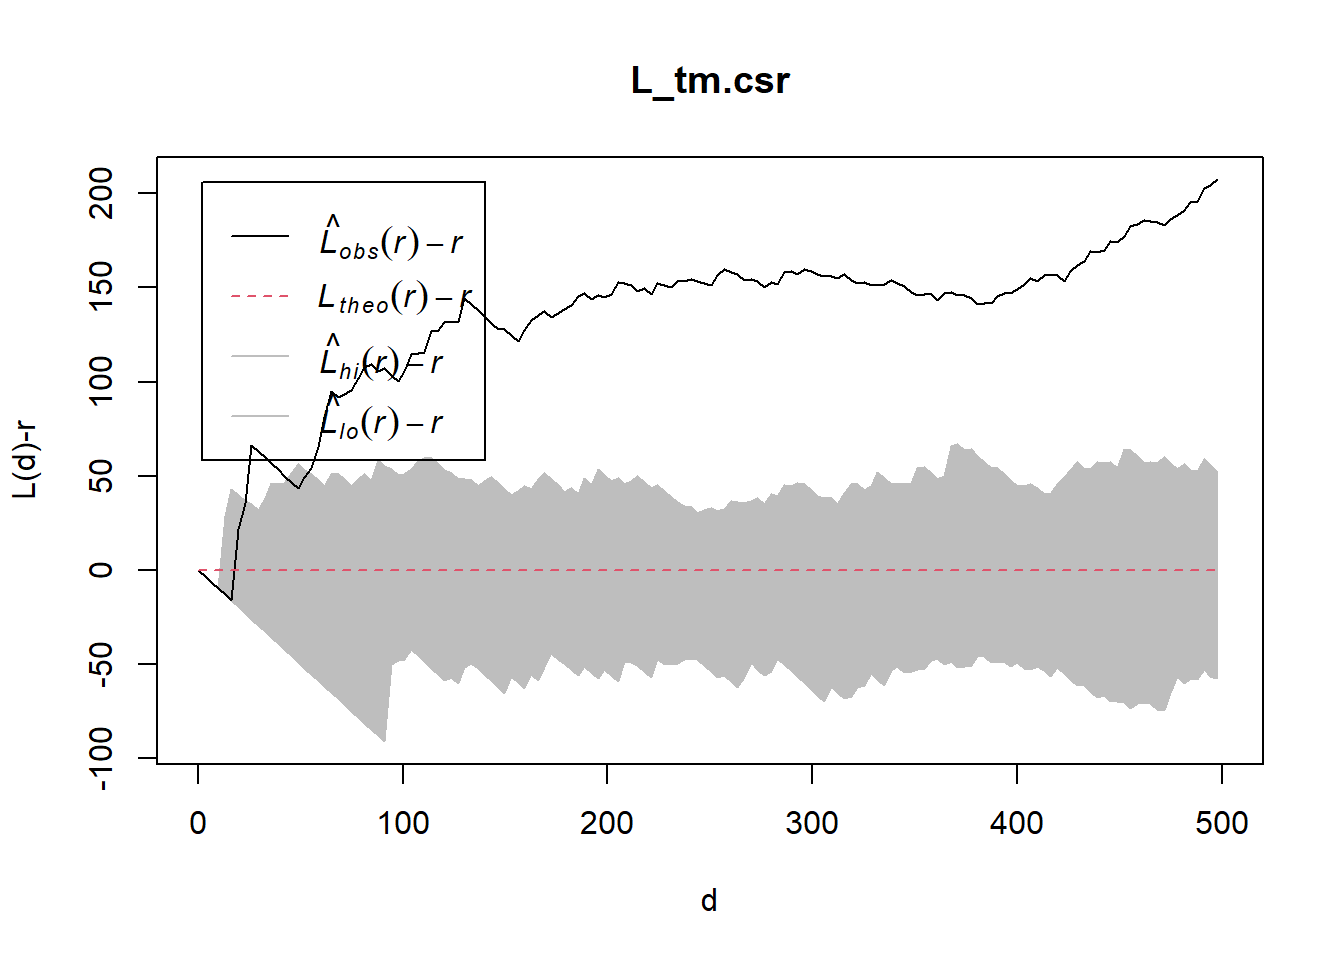 L_tm.csr
L(d)-r
200
150
100
50
0
-50
-100
L̂obs(r) − r
Ltheo(r) − r
L̂hi(r) − r
L̂lo(r) − r
0 100 200 300 400 500
d